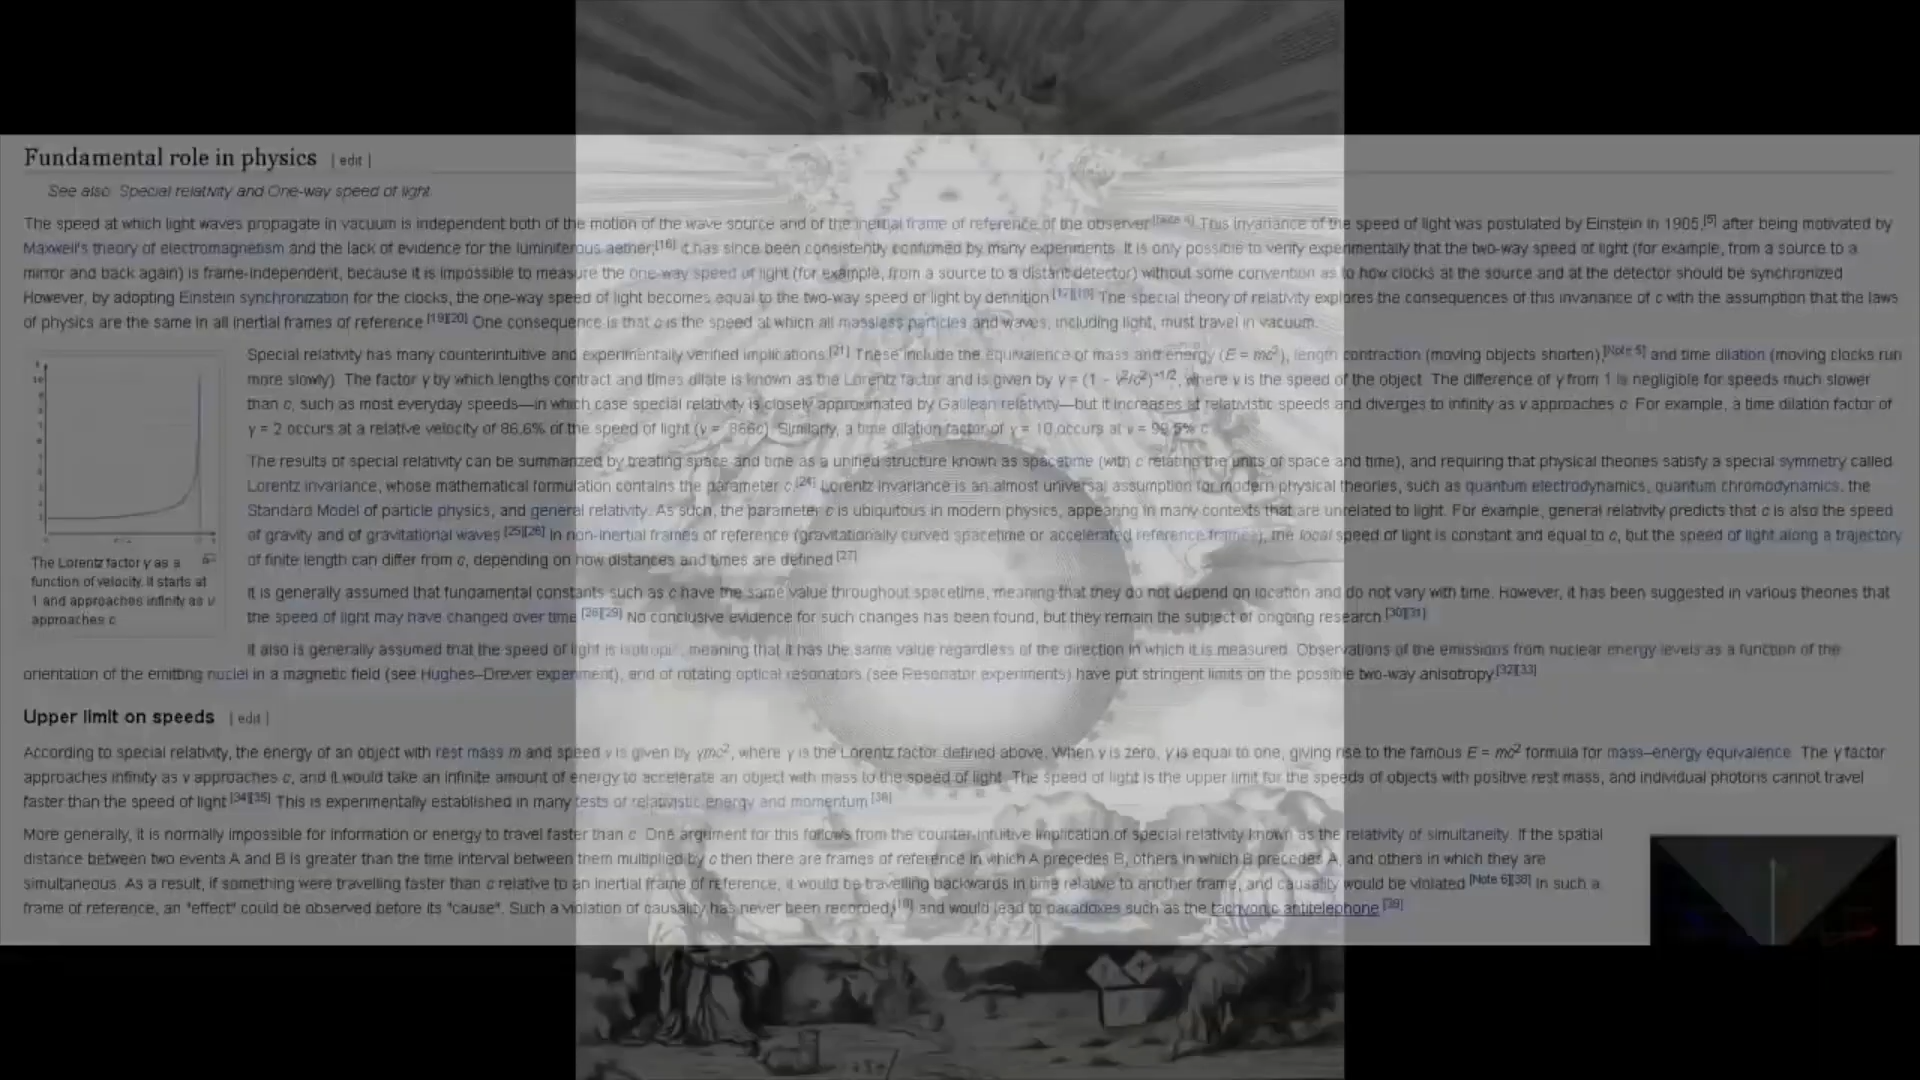 Fundamental role in physics [ edit ]
See also: Special relativity and One-way speed of light
The speed at which light waves propagate in vacuum is independent both of the motion of the wave source and of the inertial frame of reference of the observer.[Note 4] This invariance of the speed of light was postulated by Einstein in 1905,[5] after being motivated by
Maxwell's theory of electromagnetism and the lack of evidence for the luminiferous aether;[16] it has since been consistently confirmed by many experiments. It is only possible to verify experimentally that the two-way speed of light (for example, from a source to a
mirror and back again) is frame-independent, because it is impossible to measure the one-way speed of light (for example, from a source to a distant detector) without some convention as to how clocks at the source and at the detector should be synchronized.
However, by adopting Einstein synchronization for the clocks, the one-way speed of light becomes equal to the two-way speed of light by definition.[17][18] The special theory of relativity explores the consequences of this invariance of c with the assumption that the laws
of physics are the same in all inertial frames of reference.[19][20] One consequence is that c is the speed at which all massless particles and waves, including light, must travel in vacuum.
The Lorentz factor γ as a
function of velocity. It starts at
1 and approaches infinity as v
approaches c.
Special relativity has many counterintuitive and experimentally verified implications.[21] These include the equivalence of mass and energy (E = mc²), length contraction (moving objects shorten),[Note 5] and time dilation (moving clocks run
more slowly). The factor γ by which lengths contract and times dilate is known as the Lorentz factor and is given by γ = (1 − v²/c²)^−1/2, where v is the speed of the object. The difference of γ from 1 is negligible for speeds much slower
than c, such as most everyday speeds—in which case special relativity is closely approximated by Galilean relativity—but it increases at relativistic speeds and diverges to infinity as v approaches c. For example, a time dilation factor of
γ = 2 occurs at a relative velocity of 86.6% of the speed of light (v = .866c). Similarly, a time dilation factor of γ = 10 occurs at v = 99.5% c.
The results of special relativity can be summarized by treating space and time as a unified structure known as spacetime (with c relating the units of space and time), and requiring that physical theories satisfy a special symmetry called
Lorentz invariance, whose mathematical formulation contains the parameter c.[24] Lorentz invariance is an almost universal assumption for modern physical theories, such as quantum electrodynamics, quantum chromodynamics, the
Standard Model of particle physics, and general relativity. As such, the parameter c is ubiquitous in modern physics, appearing in many contexts that are unrelated to light. For example, general relativity predicts that c is also the speed
of gravity and of gravitational waves.[25][26] In non-inertial frames of reference (gravitationally curved spacetime or accelerated reference frames), the local speed of light is constant and equal to c, but the speed of light along a trajectory
of finite length can differ from c, depending on how distances and times are defined.[27]
It is generally assumed that fundamental constants such as c have the same value throughout spacetime, meaning that they do not depend on location and do not vary with time. However, it has been suggested in various theories that
the speed of light may have changed over time.[28][29] No conclusive evidence for such changes has been found, but they remain the subject of ongoing research.[30][31]
It also is generally assumed that the speed of light is isotropic, meaning that it has the same value regardless of the direction in which it is measured. Observations of the emissions from nuclear energy levels as a function of the
orientation of the emitting nuclei in a magnetic field (see Hughes–Drever experiment), and of rotating optical resonators (see Resonator experiments) have put stringent limits on the possible two-way anisotropy.[32][33]
Upper limit on speeds [ edit ]
According to special relativity, the energy of an object with rest mass m and speed v is given by γmc², where γ is the Lorentz factor defined above. When v is zero, γ is equal to one, giving rise to the famous E = mc² formula for mass–energy equivalence. The γ factor
approaches infinity as v approaches c, and it would take an infinite amount of energy to accelerate an object with mass to the speed of light. The speed of light is the upper limit for the speeds of objects with positive rest mass, and individual photons cannot travel
faster than the speed of light.[34][35] This is experimentally established in many tests of relativistic energy and momentum.[36]
More generally, it is normally impossible for information or energy to travel faster than c. One argument for this follows from the counter-intuitive implication of special relativity known as the relativity of simultaneity. If the spatial
distance between two events A and B is greater than the time interval between them multiplied by c then there are frames of reference in which A precedes B, others in which B precedes A, and others in which they are
simultaneous. As a result, if something were travelling faster than c relative to an inertial frame of reference, it would be travelling backwards in time relative to another frame, and causality would be violated.[Note 6][38] In such a
frame of reference, an "effect" could be observed before its "cause". Such a violation of causality has never been recorded,[18] and would lead to paradoxes such as the tachyonic antitelephone.[39]